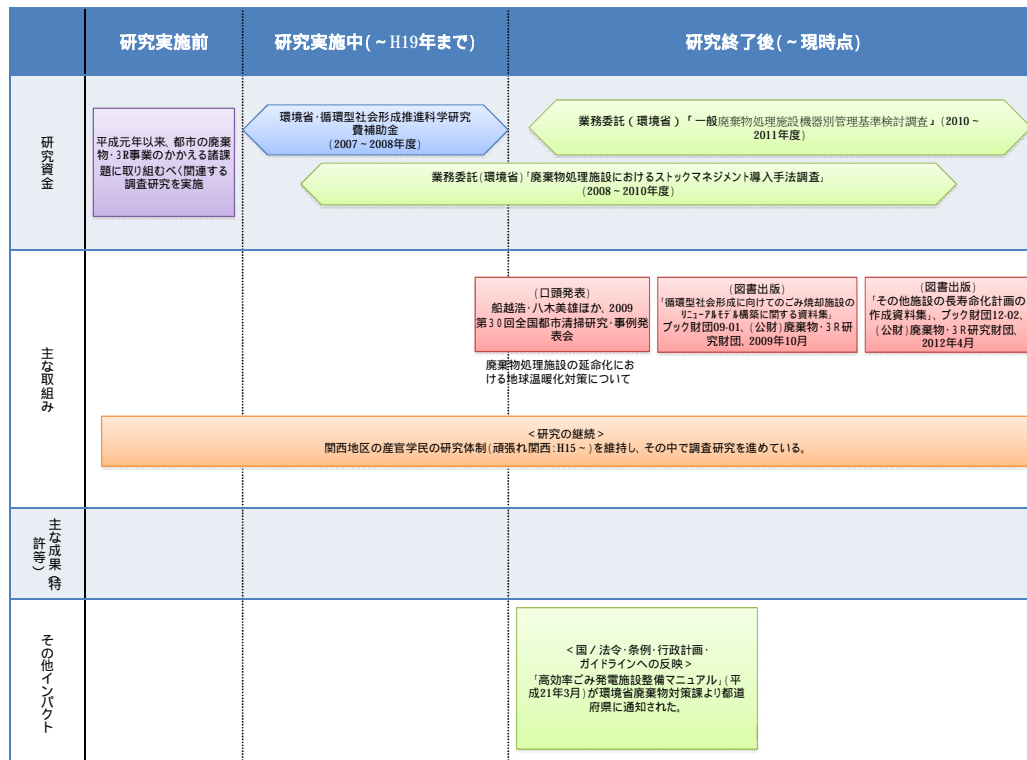 研究実施前
研究実施中(～H19年まで)
研究終了後(～現時点)
研究資金
平成元年以来、都市の廃棄
物・3R事業のかかえる諸課
題に取り組むべく関連する
調査研究を実施
環境省・循環型社会形成推進科学研究
費補助金
(2007～2008年度)
業務委託(環境省)「一般廃棄物処理施設機器別管理基準検討調査」(2010～
2011年度)
業務委託(環境省)「廃棄物処理施設におけるストックマネジメント導入手法調査」
(2008～2010年度)
主な取組み
(口頭発表)
船越浩・八木美雄ほか、2009
第30回全国都市清掃研究・事例発
表会
廃棄物処理施設の延命化にお
ける地球温暖化対策について
(図書出版)
「循環型社会形成に向けてのごみ焼却施設の
リニューアルモデル構築に関する資料集」
ブック財団09-01、(公財)廃棄物・3R研
究財団、2009年10月
(図書出版)
「その他施設の長寿命化計画の
作成資料集」、ブック財団12-02、
(公財)廃棄物・3R研究財団、
2012年4月
<研究の継続>
関西地区の産官学民の研究体制(頑張れ関西:H15～)を維持し、その中で調査研究を進めている。
主な成果(特
許等)
その他インパクト
<国/法令・条例・行政計画・
ガイドラインへの反映>
「高効率ごみ発電施設整備マニュアル」(平
成21年3月)が環境省廃棄物対策課より都道
府県に通知された。